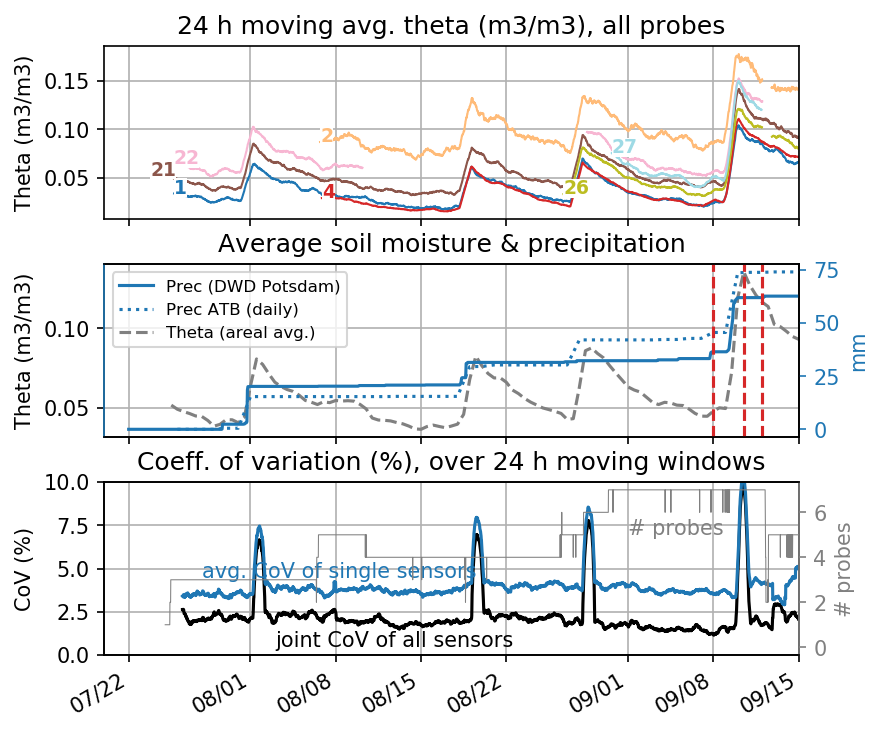 24 h moving avg. theta (m3/m3), all probes
Theta (m3/m3)
0.15
0.10
0.05
21
22
1
2
4
27
26
Average soil moisture & precipitation
Theta (m3/m3)
0.10
0.05
Prec (DWD Potsdam)
Prec ATB (daily)
Theta (areal avg.)
75
50
25
0
mm
Coeff. of variation (%), over 24 h moving windows
CoV (%)
10.0
7.5
5.0
2.5
0.0
avg. CoV of single sensors
joint CoV of all sensors
# probes
6
4
2
0
# probes
07/22
08/01
08/08
08/15
08/22
09/01
09/08
09/15